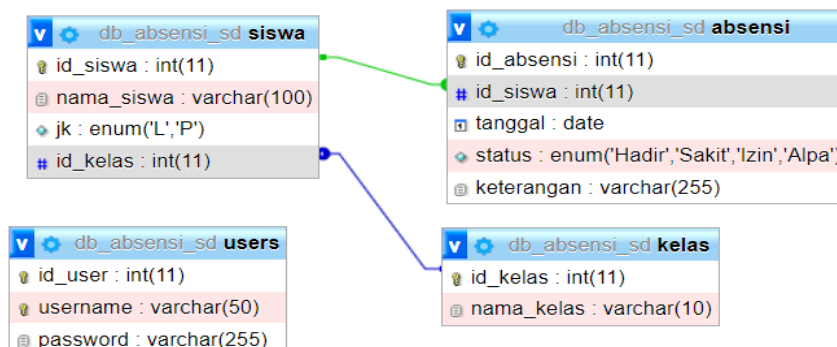 db_absensi_sd siswa
id_siswa : int(11)
nama_siswa : varchar(100)
jk : enum('L','P')
id_kelas : int(11)
db_absensi_sd absensi
id_absensi : int(11)
id_siswa : int(11)
tanggal : date
status : enum('Hadir','Sakit','Izin','Alpa')
keterangan : varchar(255)
db_absensi_sd users
id_user : int(11)
username : varchar(50)
password : varchar(255)
db_absensi_sd kelas
id_kelas : int(11)
nama_kelas : varchar(10)